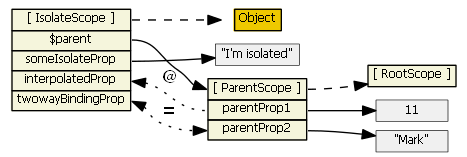 [ IsolateScope ]
Object
$parent
someIsolateProp
"I'm isolated"
interpolatedProp
@
twowayBindingProp
=
[ ParentScope ]
[ RootScope ]
parentProp1
11
parentProp2
"Mark"